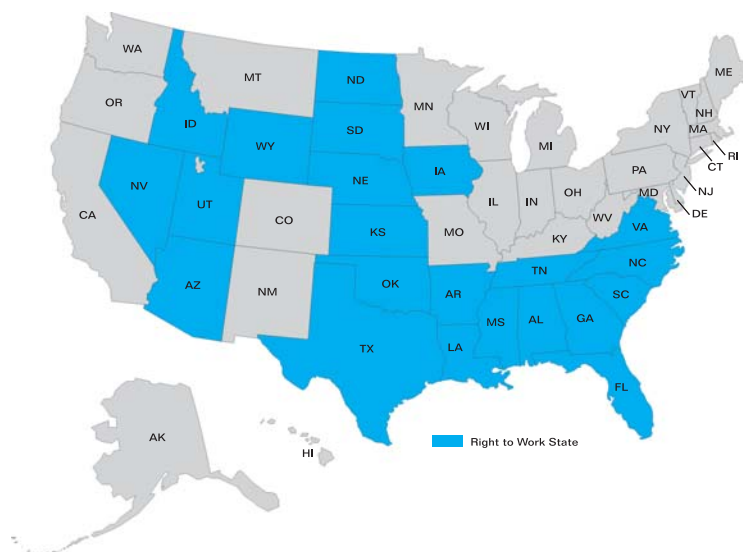 WA
MT
ND
MN
ME
VT
NH
OR
ID
SD
WI
NY
MA
MI
RI
WY
CT
IA
PA
NV
NE
NJ
OH
MD
IL
IN
DE
UT
CA
CO
WV
VA
KS
MO
KY
NC
TN
AZ
OK
NM
AR
SC
MS
AL
GA
TX
LA
FL
AK
HI
Right to Work State